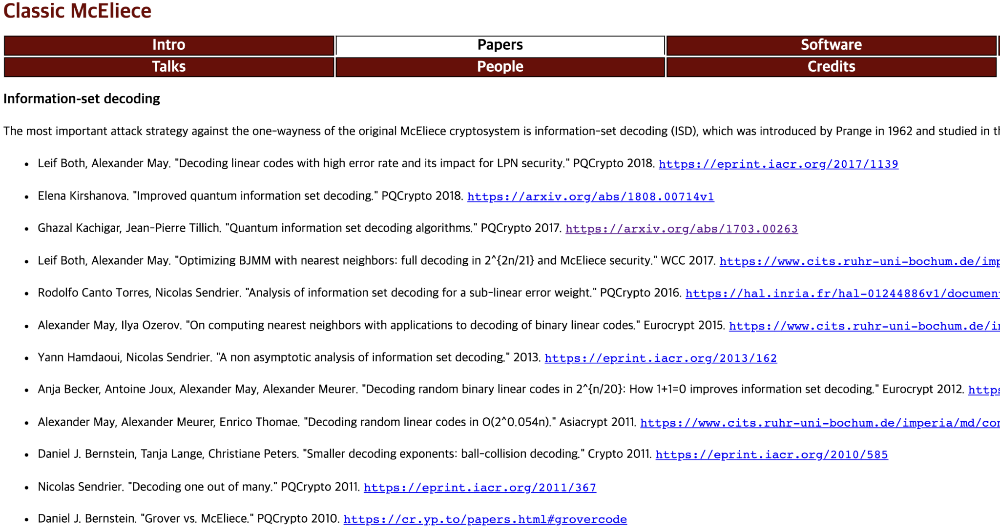 Classic McEliece
Intro Papers Software
Talks People Credits
Information-set decoding
The most important attack strategy against the one-wayness of the original McEliece cryptosystem is information-set decoding (ISD), which was introduced by Prange in 1962 and studied in
• Leif Both, Alexander May. "Decoding linear codes with high error rate and its impact for LPN security." PQCrypto 2018. https://eprint.iacr.org/2017/1139
• Elena Kirshanova. "Improved quantum information set decoding." PQCrypto 2018. https://arxiv.org/abs/1808.00714v1
• Ghazal Kachigar, Jean-Pierre Tillich. "Quantum information set decoding algorithms." PQCrypto 2017. https://arxiv.org/abs/1703.00263
• Leif Both, Alexander May. "Optimizing BJMM with nearest neighbors: full decoding in 2^{2n/21} and McEliece security." WCC 2017. https://www.cits.ruhr-uni-bochum.de/imp
• Rodolfo Canto Torres, Nicolas Sendrier. "Analysis of information set decoding for a sub-linear error weight." PQCrypto 2016. https://hal.inria.fr/hal-01244886v1/document
• Alexander May, Ilya Ozerov. "On computing nearest neighbors with applications to decoding of binary linear codes." Eurocrypt 2015. https://www.cits.ruhr-uni-bochum.de/i
• Yann Hamdaoui, Nicolas Sendrier. "A non asymptotic analysis of information set decoding." 2013. https://eprint.iacr.org/2013/162
• Anja Becker, Antoine Joux, Alexander May, Alexander Meurer. "Decoding random binary linear codes in 2^{n/20}: How 1+1=0 improves information set decoding." Eurocrypt 2012. https
• Alexander May, Alexander Meurer, Enrico Thomae. "Decoding random linear codes in O(2^0.054n)." Asiacrypt 2011. https://www.cits.ruhr-uni-bochum.de/imperia/md/con
• Daniel J. Bernstein, Tanja Lange, Christiane Peters. "Smaller decoding exponents: ball-collision decoding." Crypto 2011. https://eprint.iacr.org/2010/585
• Nicolas Sendrier. "Decoding one out of many." PQCrypto 2011. https://eprint.iacr.org/2011/367
• Daniel J. Bernstein. "Grover vs. McEliece." PQCrypto 2010. https://cr.yp.to/papers.html#grovercode